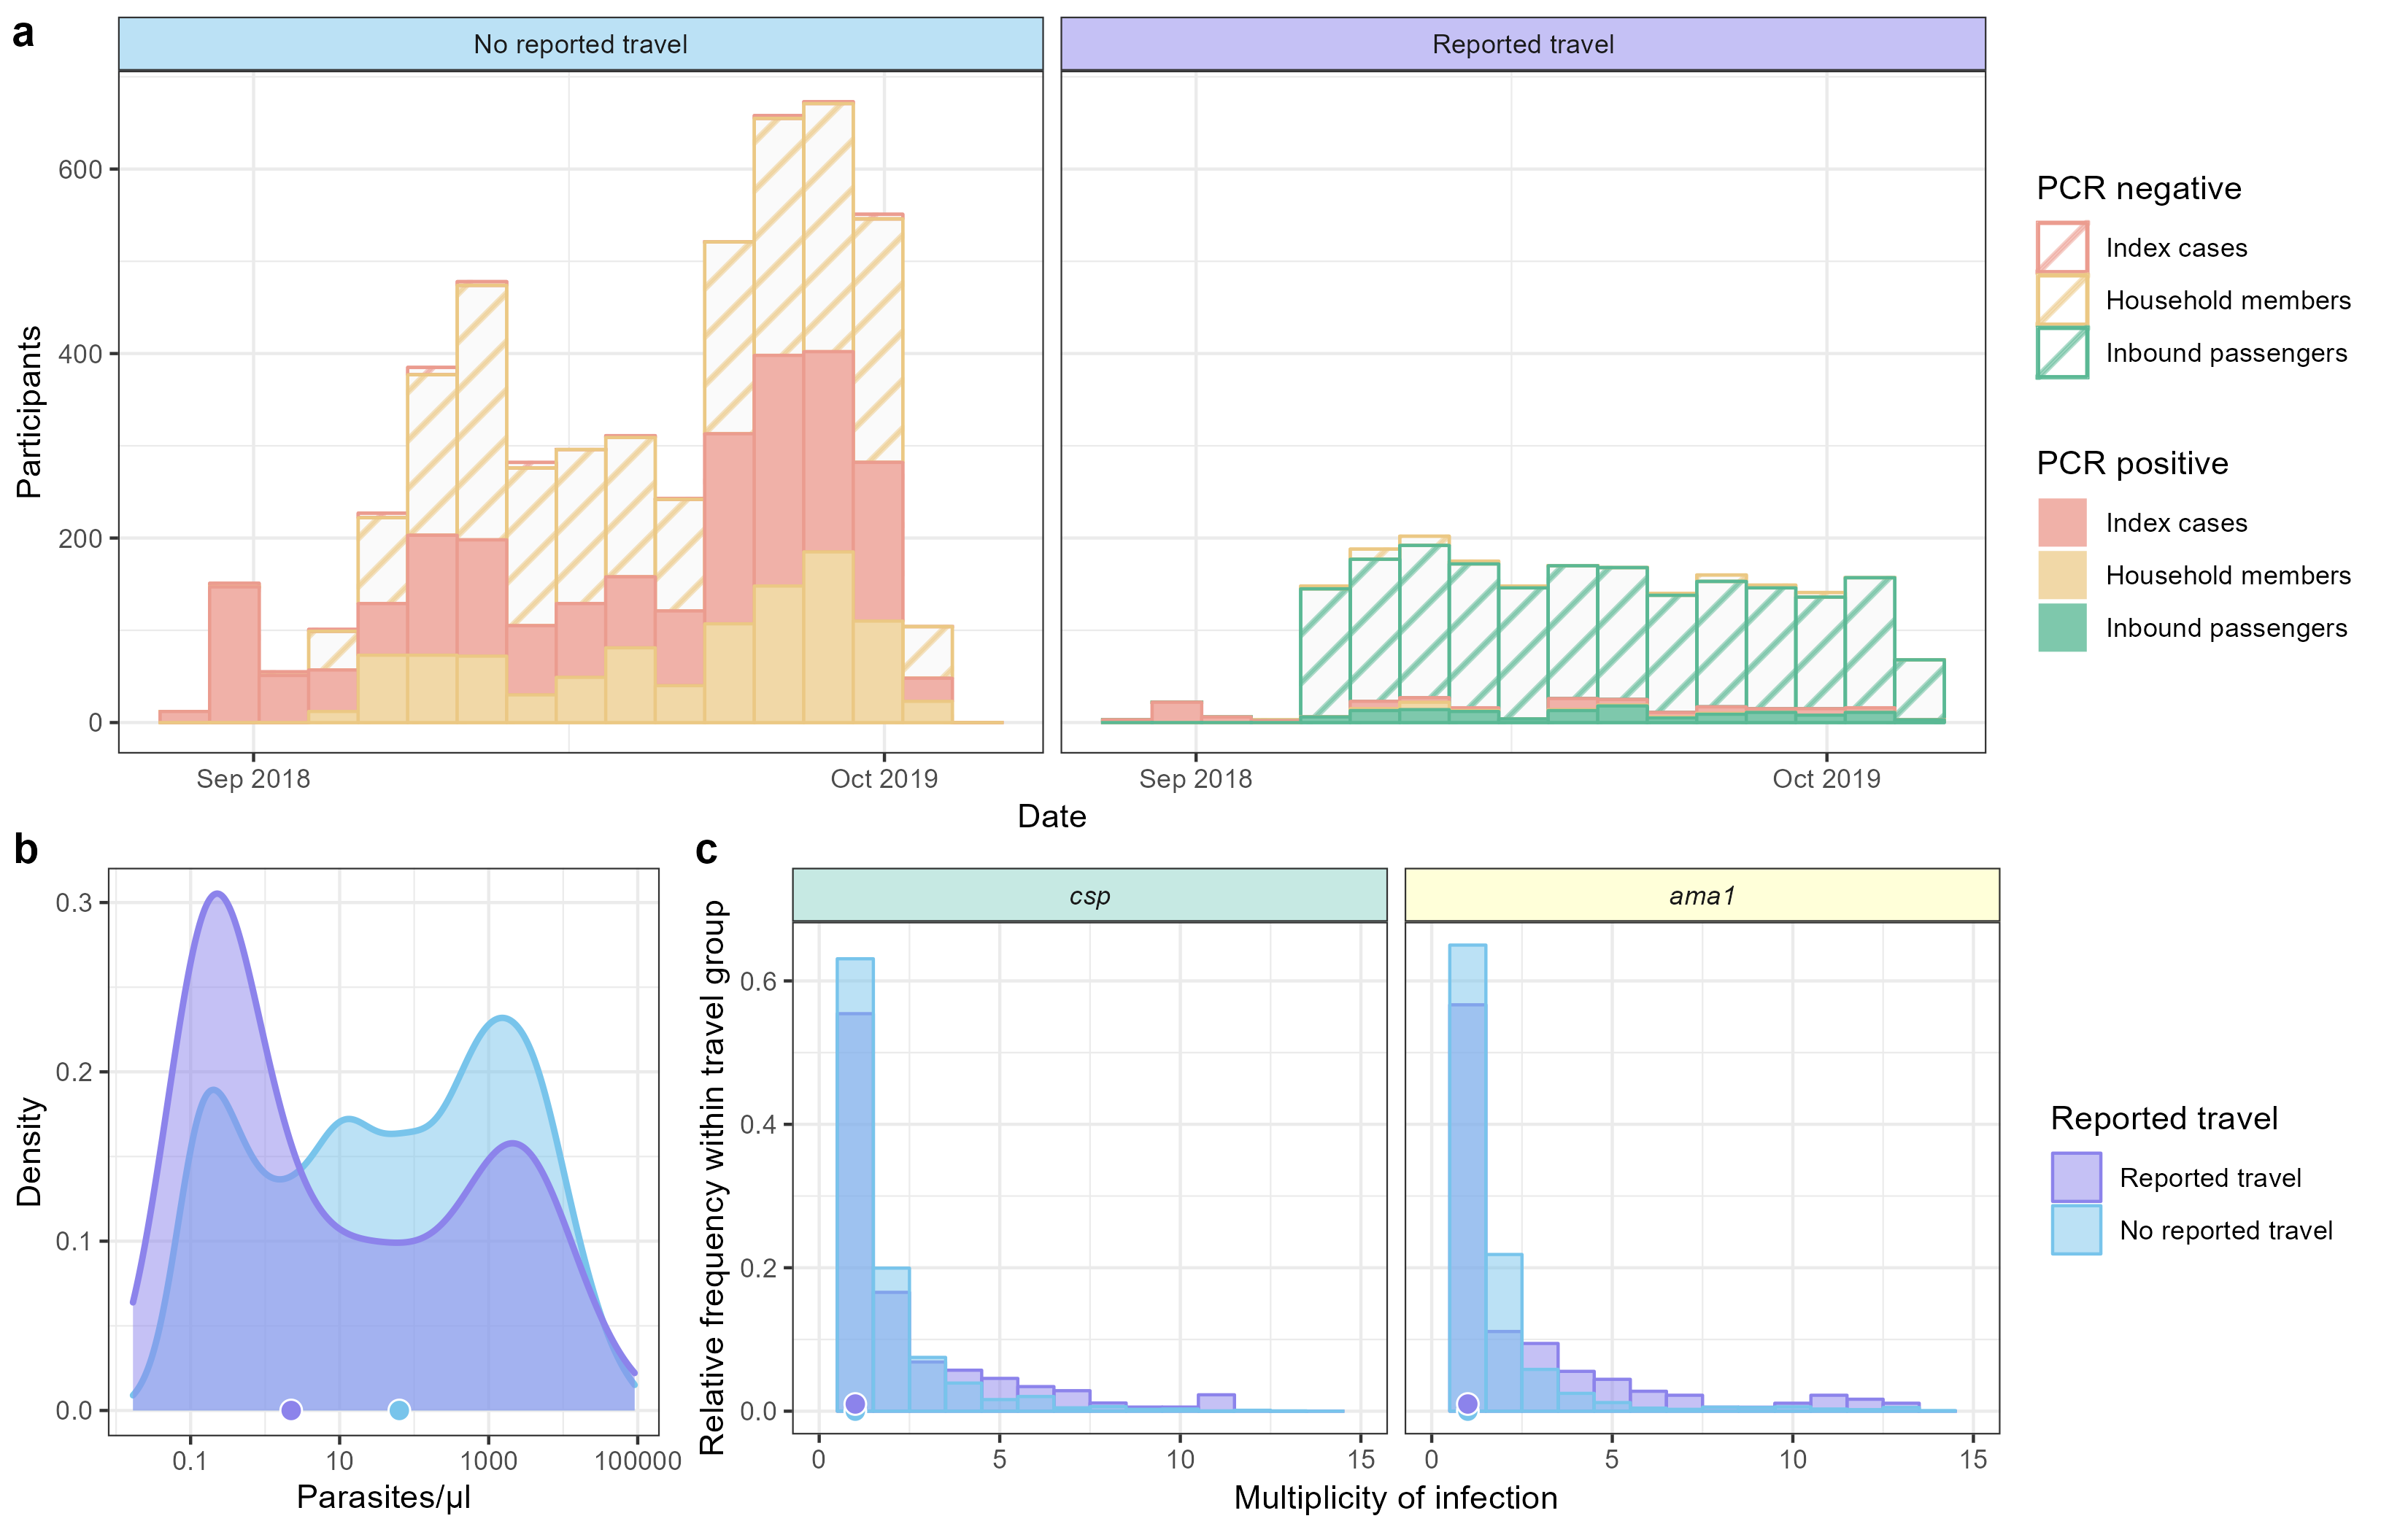 a
No reported travel
Reported travel
Participants
600
400
200
0
Sep 2018
Oct 2019
Sep 2018
Oct 2019
Date
PCR negative
Index cases
Household members
Inbound passengers
PCR positive
Index cases
Household members
Inbound passengers
b
Density
0.3
0.2
0.1
0.0
0.1
10
1000
100000
Parasites/µl
c
csp
ama1
Relative frequency within travel group
0.6
0.4
0.2
0.0
0
5
10
15
0
5
10
15
Multiplicity of infection
Reported travel
Reported travel
No reported travel